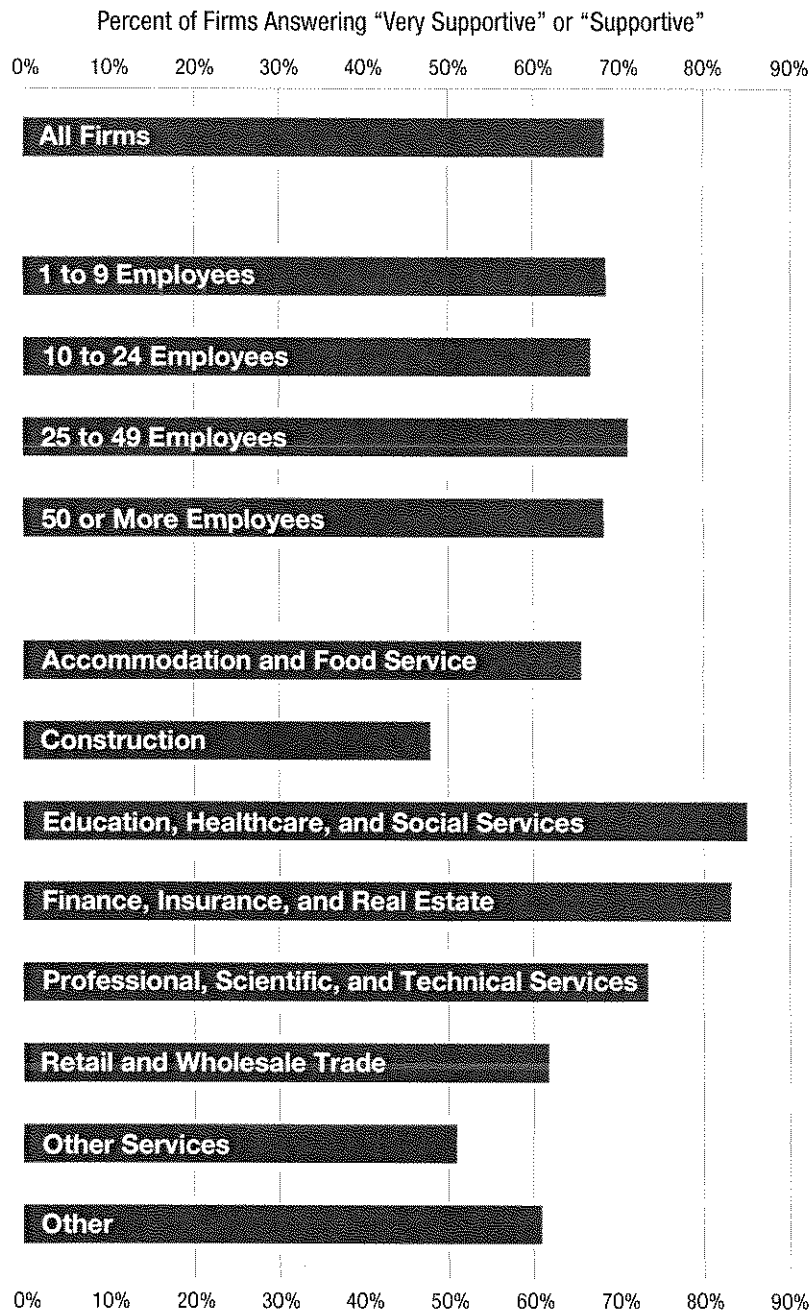 Percent of Firms Answering “Very Supportive” or “Supportive”
0% 10% 20% 30% 40% 50% 60% 70% 80% 90%
All Firms
1 to 9 Employees
10 to 24 Employees
25 to 49 Employees
50 or More Employees
Accommodation and Food Service
Construction
Education, Healthcare, and Social Services
Finance, Insurance, and Real Estate
Professional, Scientific, and Technical Services
Retail and Wholesale Trade
Other Services
Other
0% 10% 20% 30% 40% 50% 60% 70% 80% 90%